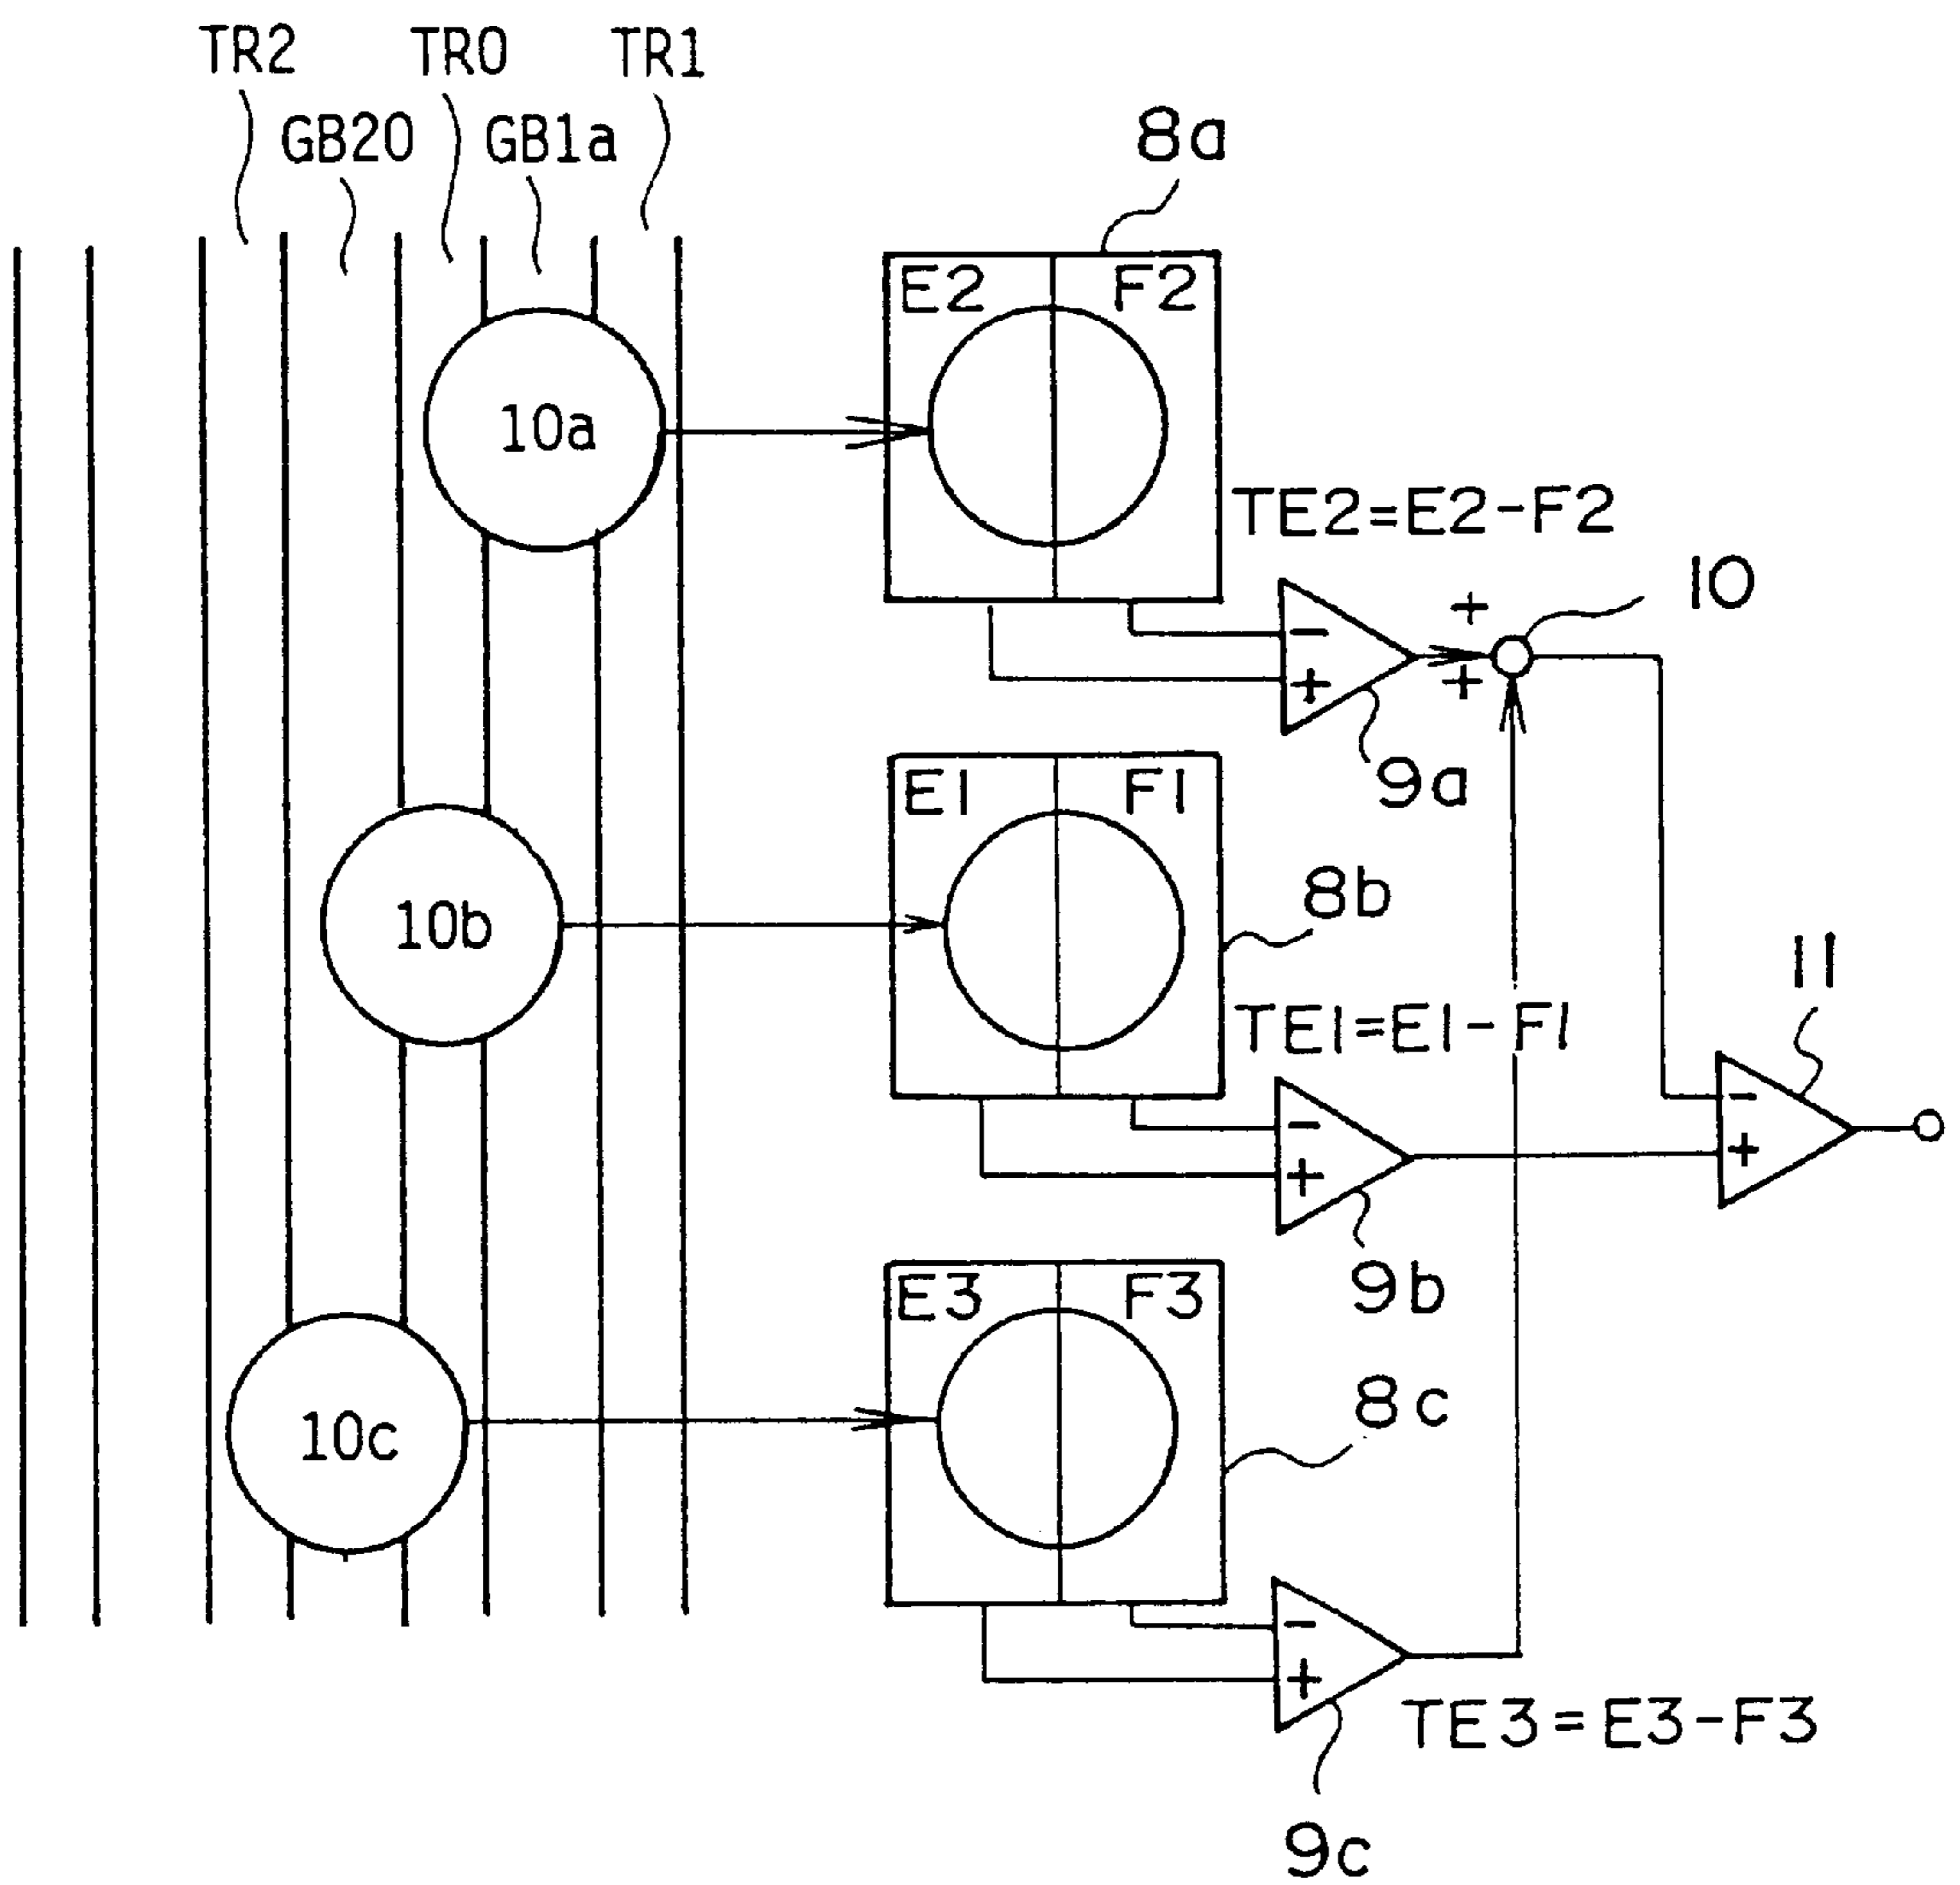 TR2 TR0 TR1
GB20 GB1a
8a
E2 F2
10a
TE2=E2-F2
10
+
-
+
+
9a
E1 F1
8b
10b
11
TE1=E1-F1
-
-
+
+
9b
E3 F3
8c
10c
-
+
TE3=E3-F3
9c